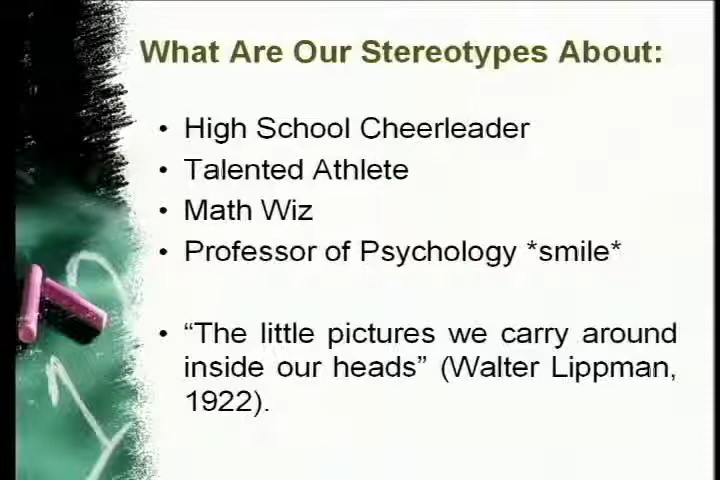 What Are Our Stereotypes About:
• High School Cheerleader
• Talented Athlete
• Math Wiz
• Professor of Psychology *smile*
• “The little pictures we carry around
inside our heads” (Walter Lippman,
1922).